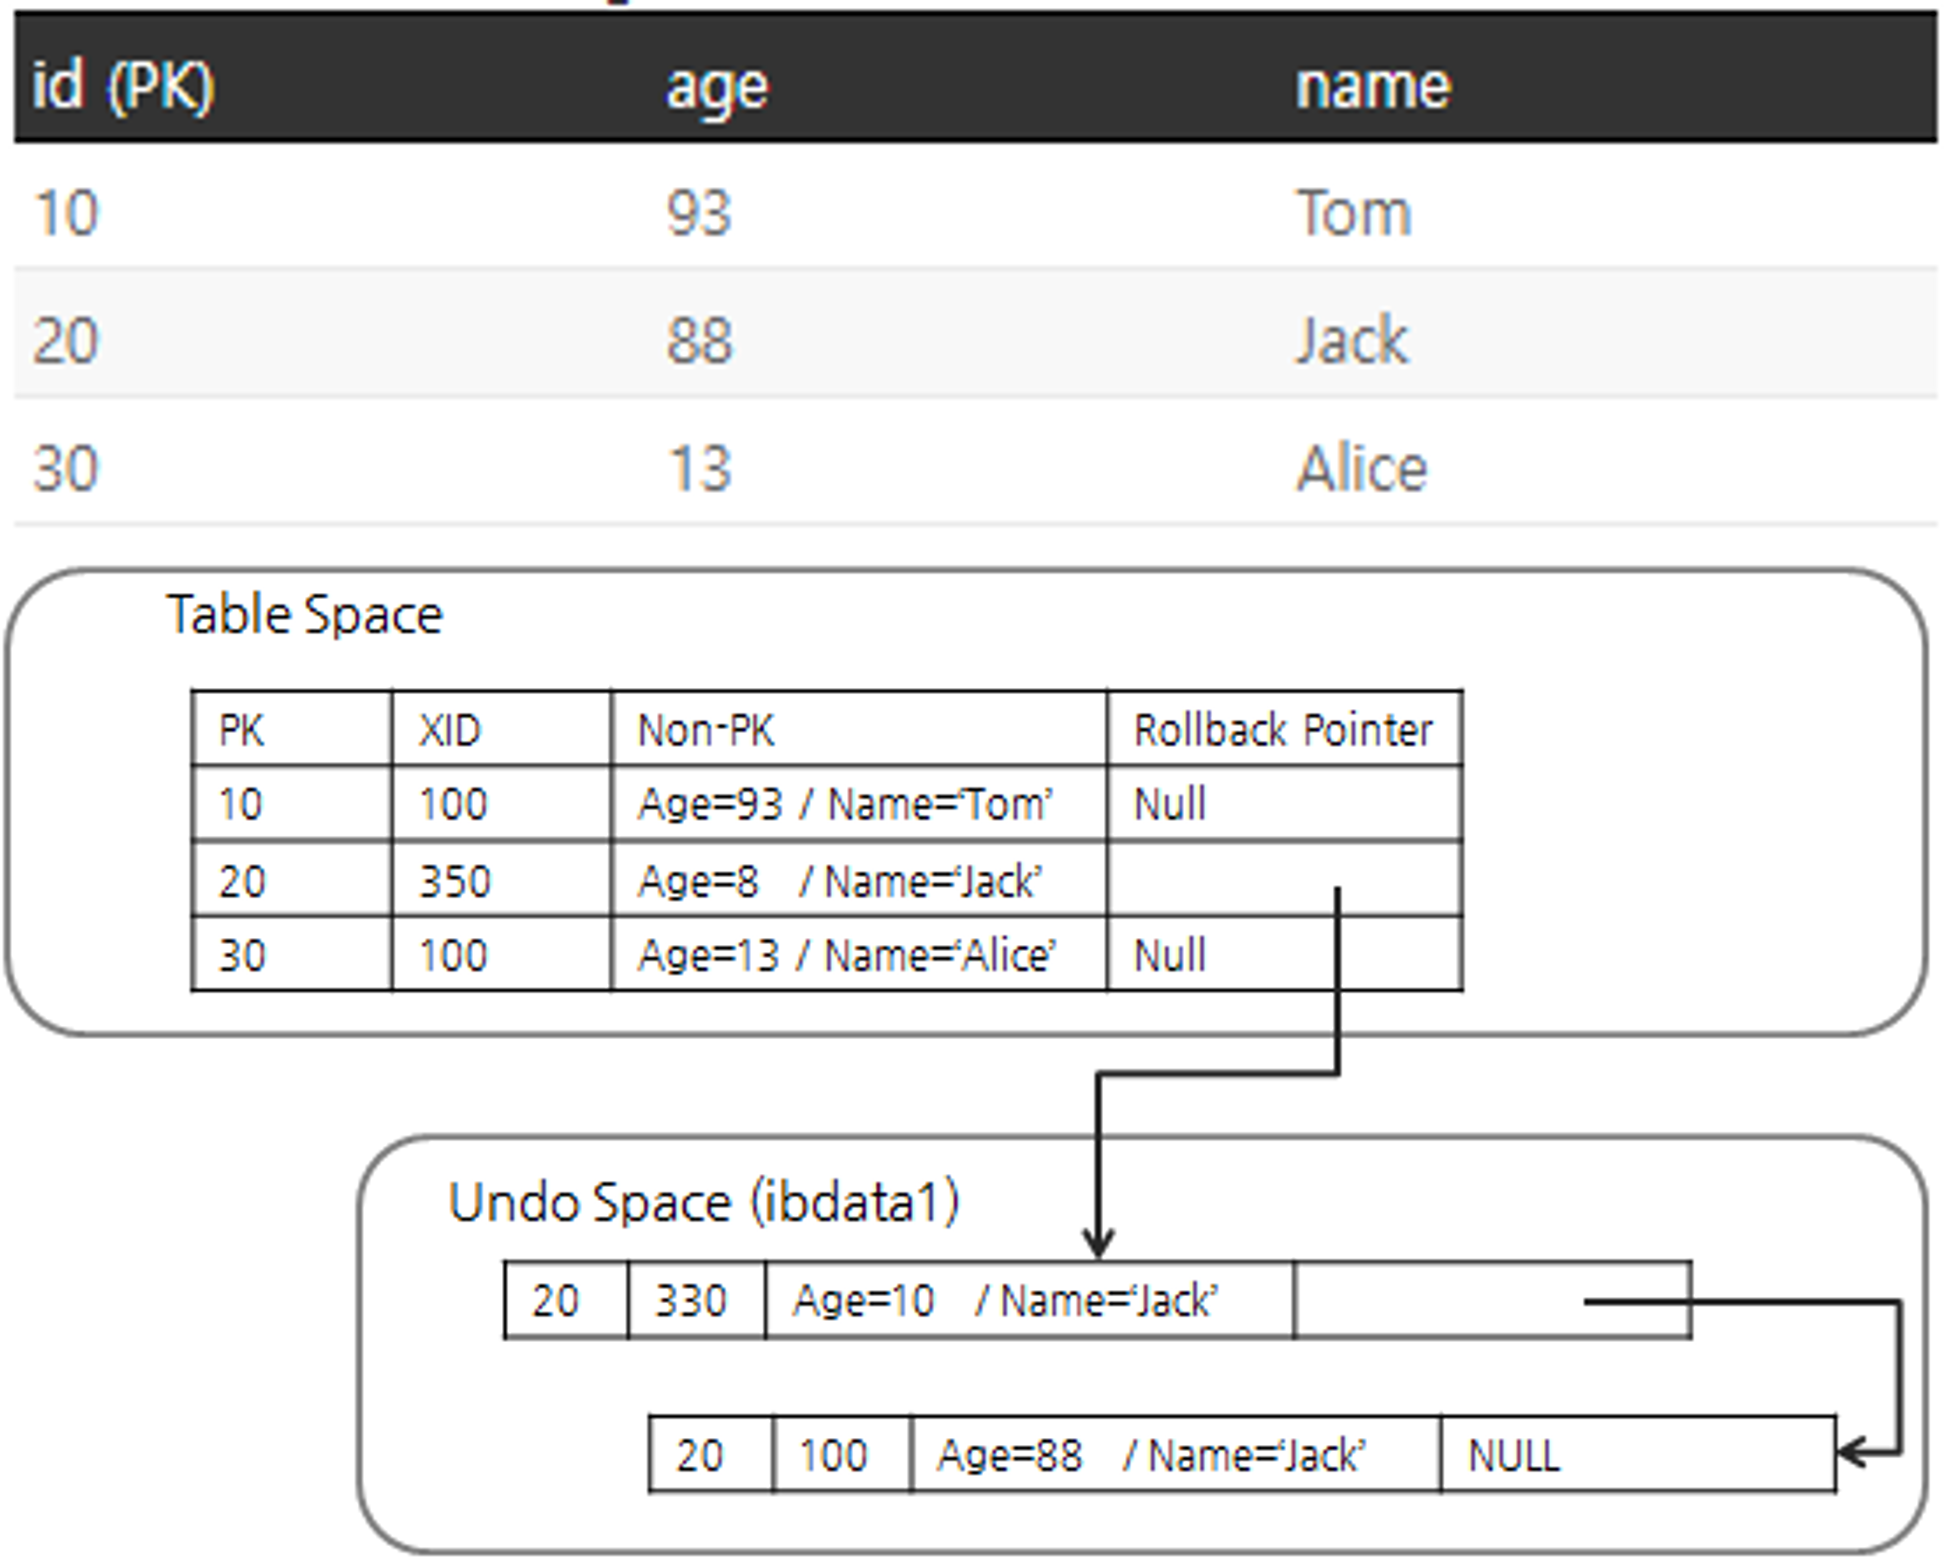 id (PK) age name
10 93 Tom
20 88 Jack
30 13 Alice
Table Space
PK XID Non-PK Rollback Pointer
10 100 Age=93 / Name=‘Tom’ Null
20 350 Age=8 / Name=‘Jack’
30 100 Age=13 / Name=‘Alice’ Null
Undo Space (ibdata1)
20 330 Age=10 / Name=‘Jack’
20 100 Age=88 / Name=‘Jack’ NULL